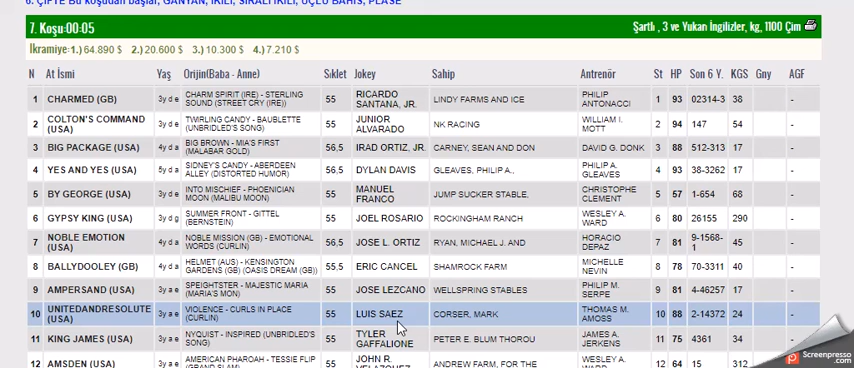 6. ÇİFTE Bu koşudan başlar, GANYAN, İKİLİ, SIRALI İKİLİ, ÜÇLÜ BAHİS, PLASE
7. Koşu:00:05 Şartlı , 3 ve Yukarı İngilizler, kg, 1100 Çim
İkramiye:1.) 64.890 $ 2.) 20.600 $ 3.) 10.300 $ 4.) 7.210 $
N At İsmi Yaş Orijin(Baba - Anne) Sıklet Jokey Sahip Antrenör St HP Son 6 Y. KGS Gny AGF
1 CHARMED (GB) 3y d e CHARM SPIRIT (IRE) - STERLING SOUND (STREET CRY (IRE)) 55 RICARDO SANTANA, JR. LINDY FARMS AND ICE PHILIP ANTONACCI 1 93 02314-3 38 -
2 COLTON'S COMMAND (USA) 3y d e TWIRLING CANDY - BAUBLETTE (UNBRIDLED'S SONG) 55 JUNIOR ALVARADO NK RACING WILLIAM I. MOTT 2 94 147 54 -
3 BIG PACKAGE (USA) 4y d a BIG BROWN - MIA'S FIRST (MALABAR GOLD) 56,5 IRAD ORTIZ, JR. CARNEY, SEAN AND DON DAVID G. DONK 3 88 512-313 17 -
4 YES AND YES (USA) 5y d a SIDNEY'S CANDY - ABERDEEN ALLEY (DISTORTED HUMOR) 56,5 DYLAN DAVIS GLEAVES, PHILIP A., PHILIP A. GLEAVES 4 93 38-3262 17 -
5 BY GEORGE (USA) 3y d e INTO MISCHIEF - PHOENICIAN MOON (MALIBU MOON) 55 MANUEL FRANCO JUMP SUCKER STABLE, CHRISTOPHE CLEMENT 5 57 1-654 68 -
6 GYPSY KING (USA) 3y d g SUMMER FRONT - GITTEL (BERNSTEIN) 55 JOEL ROSARIO ROCKINGHAM RANCH WESLEY A. WARD 6 80 26155 290 -
7 NOBLE EMOTION (USA) 4y d a NOBLE MISSION (GB) - EMOTIONAL WORDS (CURLIN) 56,5 JOSE L. ORTIZ RYAN, MICHAEL J. AND HORACIO DEPAZ 7 81 9-1568-1 45 -
8 BALLYDOOLEY (GB) 4y d a HELMET (AUS) - KENSINGTON GARDENS (GB) (OASIS DREAM (GB)) 55,5 ERIC CANCEL SHAMROCK FARM MICHELLE NEVIN 8 78 70-3311 40 -
9 AMPERSAND (USA) 3y a e SPEIGHTSTER - MAJESTIC MARIA (MARIA'S MON) 55 JOSE LEZCANO WELLSPRING STABLES PHILIP M. SERPE 9 81 4-46257 17 -
10 UNITEDANDRESOLUTE (USA) 3y a e VIOLENCE - CURLS IN PLACE (CURLIN) 55 LUIS SAEZ CORSER, MARK THOMAS M. AMOSS 10 88 2-14372 24 -
11 KING JAMES (USA) 3y a e NYQUIST - INSPIRED (UNBRIDLED'S SONG) 55 TYLER GAFFALIONE PETER E. BLUM THOROU JAMES A. JERKENS 11 75 4361 34 -
12 AMSDEN (USA) 3y a e AMERICAN PHAROAH - TESSIE FLIP 55 JOHN R. ANDREW FARM, FOR THE WESLEY A. 12 64 15 312
Screenpresso
.com